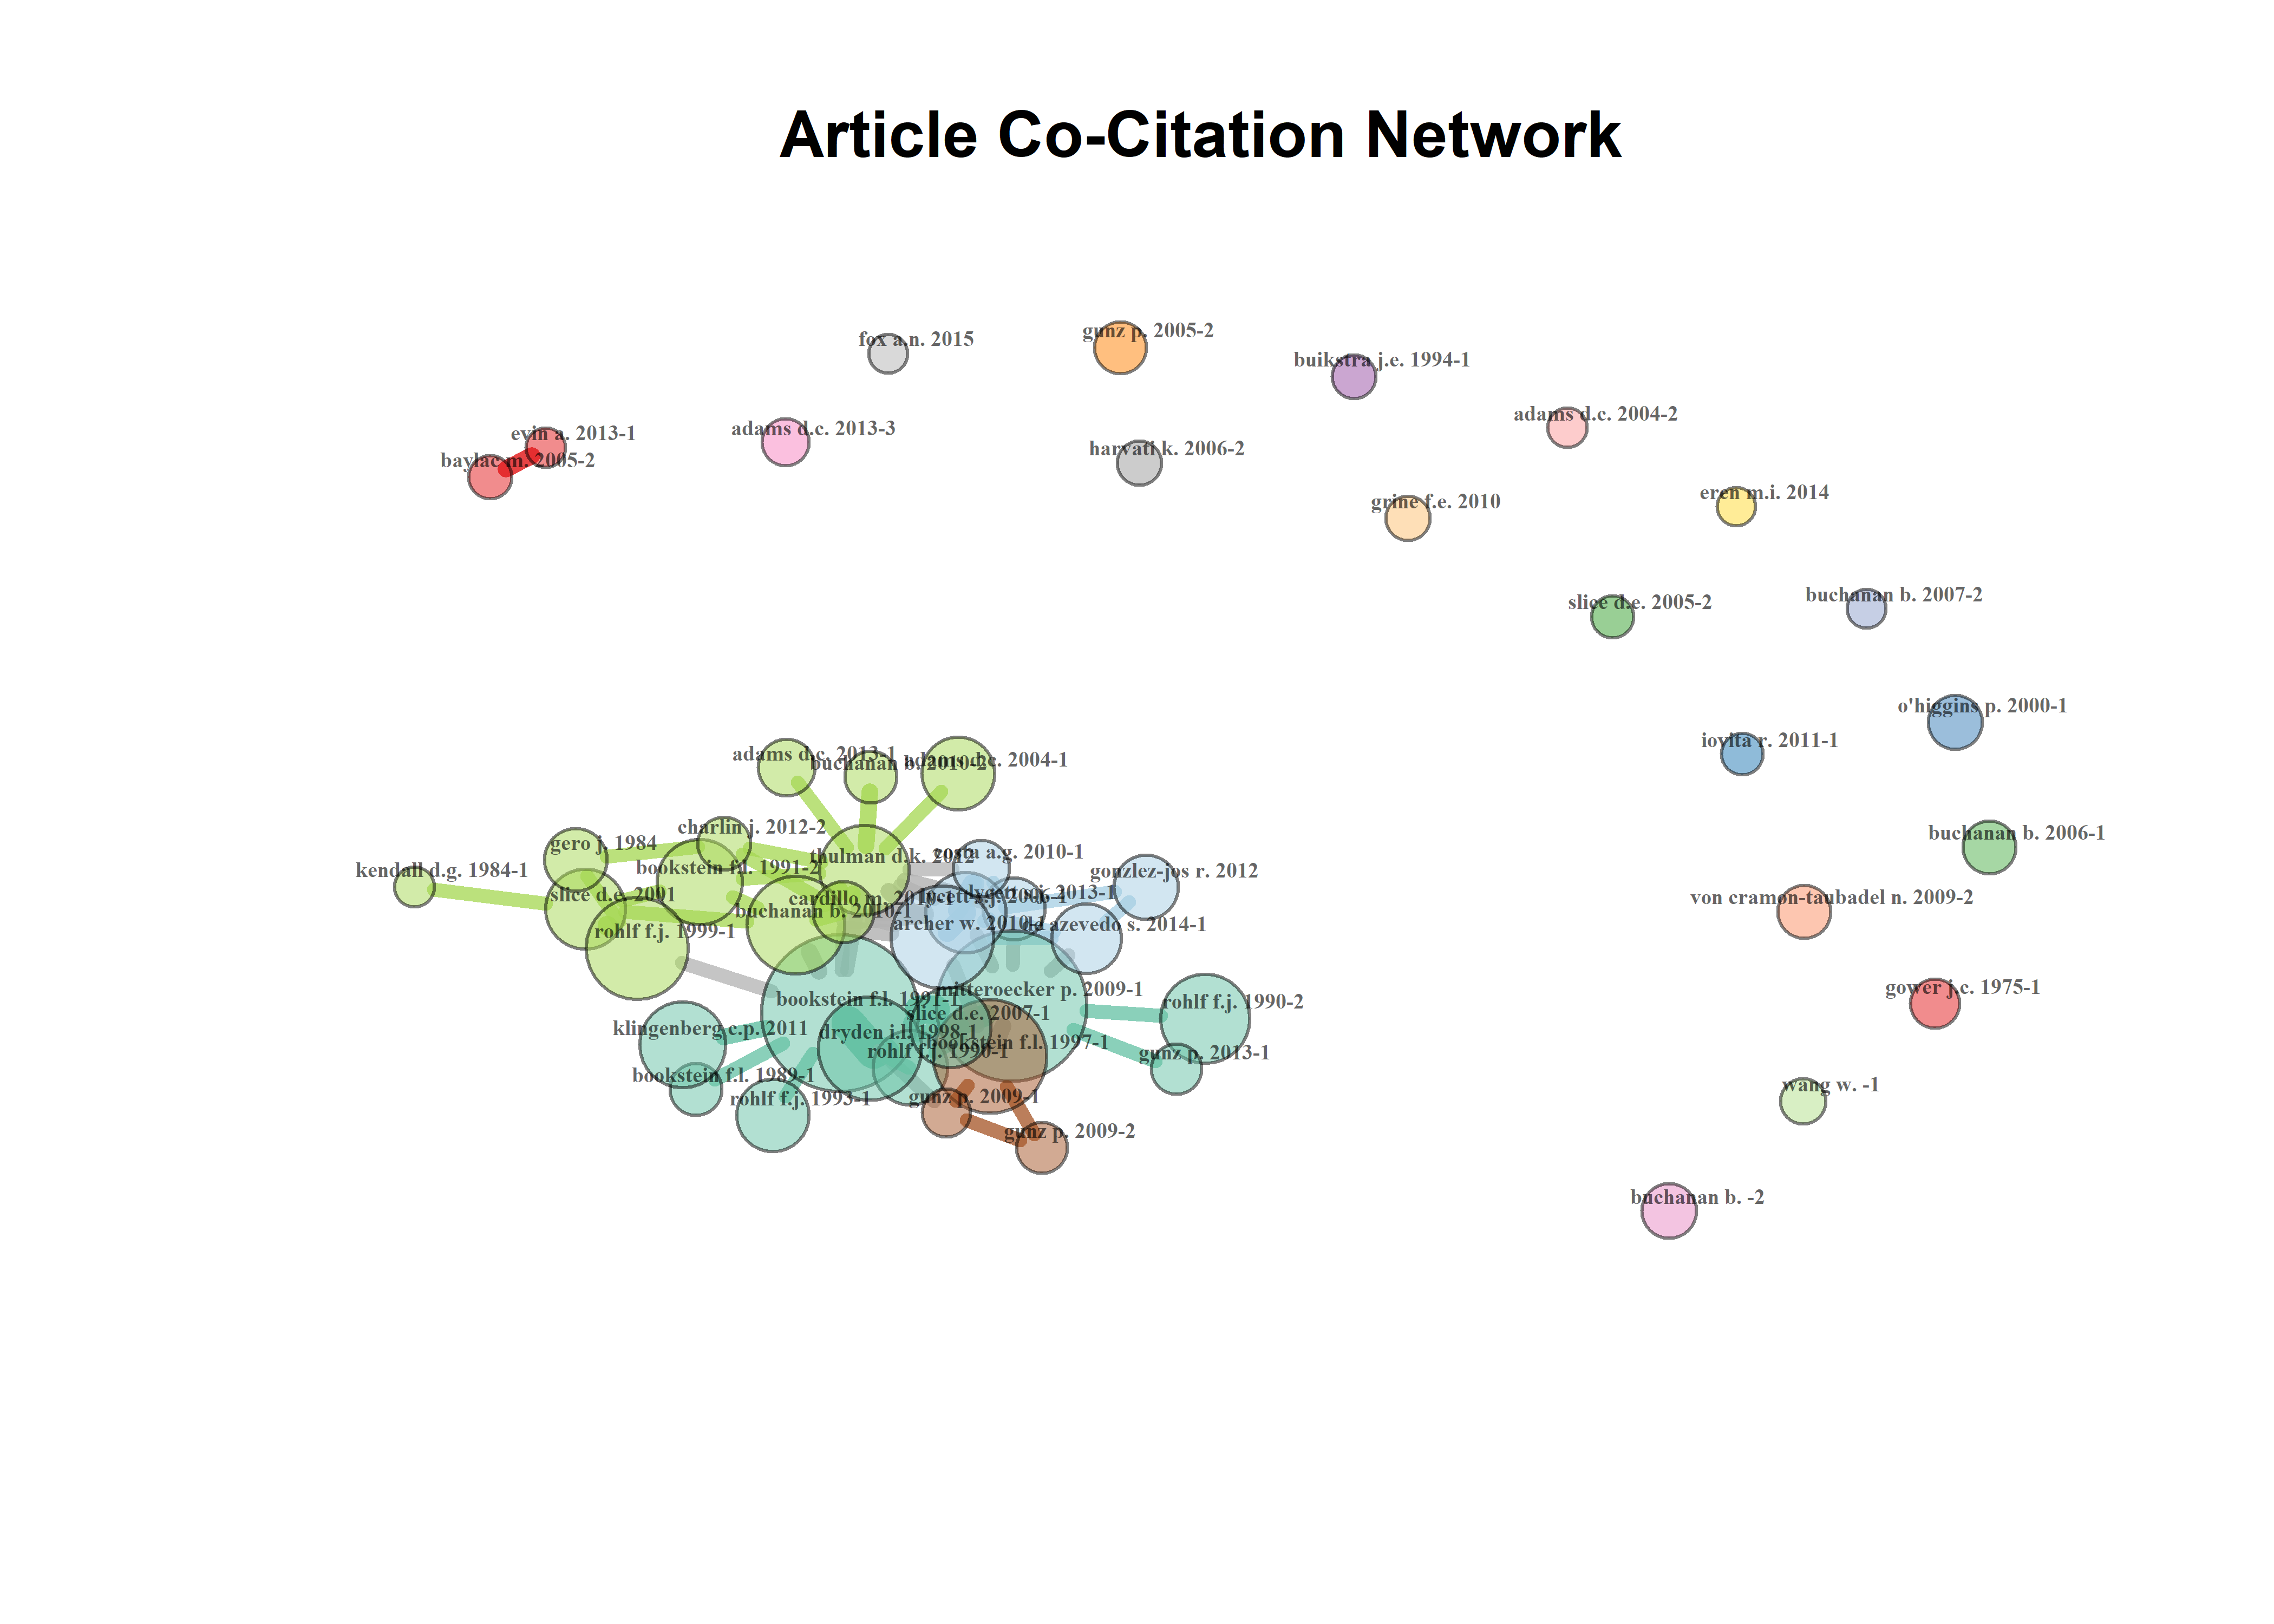 Article Co-Citation Network
fox a.n. 2015
gunz p. 2005-2
buikstra j.e. 1994-1
adams d.c. 2004-2
adams d.c. 2013-3
evin a. 2013-1
baylac m. 2005-2
harvati k. 2006-2
grine f.e. 2010
eren m.i. 2014
slice d.e. 2005-2
buchanan b. 2007-2
o'higgins p. 2000-1
iovita r. 2011-1
adams d.c. 2013-1
buchanan b. 2010-2
adams d.c. 2004-1
charlin j. 2012-2
gero j. 1984
buchanan b. 2006-1
thulman d.k. 2012
costa a.g. 2010-1
kendall d.g. 1984-1
bookstein f.l. 1991-2
gonzlez-jos r. 2012
slice d.e. 2001
cardillo m. 2010-1
lycett s.j. 2006-1
lycett s.j. 2013-1
von cramon-taubadel n. 2009-2
buchanan b. 2010-1
archer w. 2010-1
de azevedo s. 2014-1
rohlf f.j. 1999-1
gower j.c. 1975-1
bookstein f.l. 1991-1
mitteroecker p. 2009-1
rohlf f.j. 1990-2
slice d.e. 2007-1
klingenberg c.p. 2011
dryden i.l. 1998-1
bookstein f.l. 1997-1
rohlf f.j. 1990-1
gunz p. 2013-1
bookstein f.l. 1989-1
wang w. -1
rohlf f.j. 1993-1
gunz p. 2009-1
gunz p. 2009-2
buchanan b. -2